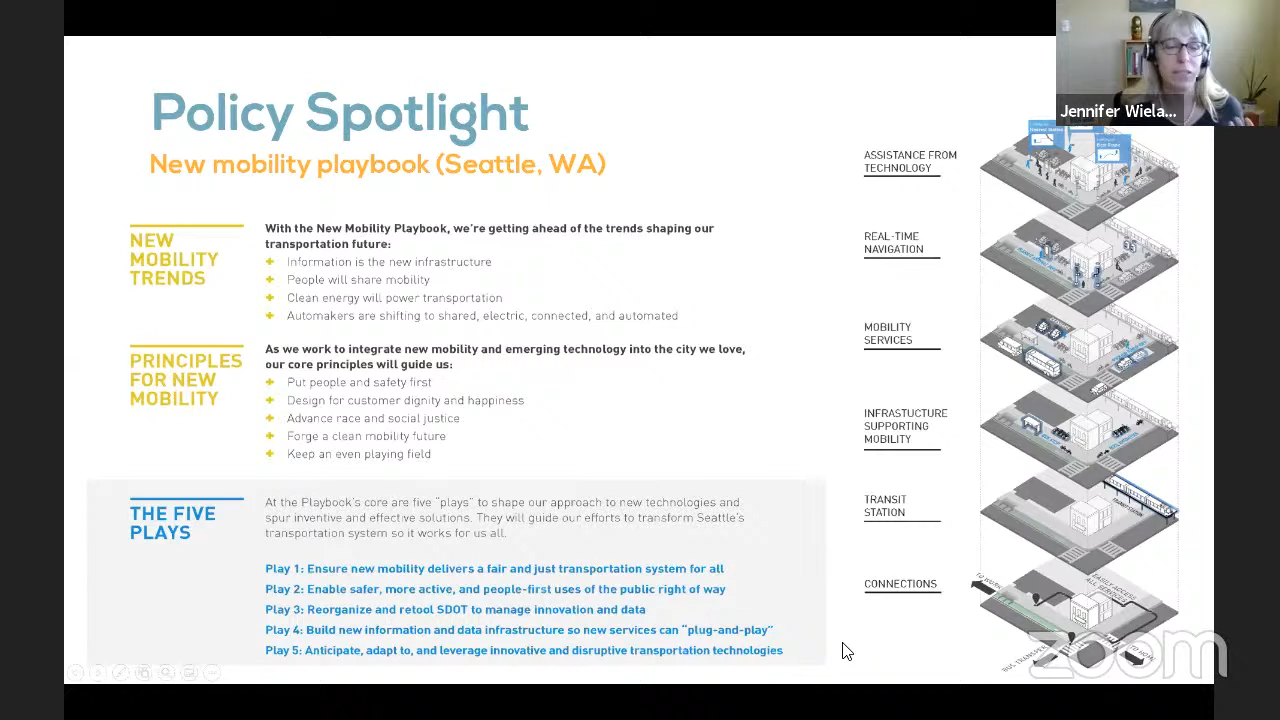 Policy Spotlight
New mobility playbook (Seattle, WA)
NEW
MOBILITY
TRENDS
With the New Mobility Playbook, we're getting ahead of the trends shaping our
transportation future:
Information is the new infrastructure
People will share mobility
Clean energy will power transportation
Automakers are shifting to shared, electric, connected, and automated
PRINCIPLES
FOR NEW
MOBILITY
As we work to integrate new mobility and emerging technology into the city we love,
our core principles will guide us:
Put people and safety first
Design for customer dignity and happiness
Advance race and social justice
Forge a clean mobility future
Keep an even playing field
THE FIVE
PLAYS
At the Playbook's core are five "plays" to shape our approach to new technologies and
spur inventive and effective solutions. They will guide our efforts to transform Seattle's
transportation system so it works for us all.
Play 1: Ensure new mobility delivers a fair and just transportation system for all
Play 2: Enable safer, more active, and people-first uses of the public right of way
Play 3: Reorganize and retool SDOT to manage innovation and data
Play 4: Build new information and data infrastructure so new services can "plug-and-play"
Play 5: Anticipate, adapt to, and leverage innovative and disruptive transportation technologies
Jennifer Wiela...
ASSISTANCE FROM
TECHNOLOGY
REAL-TIME
NAVIGATION
MOBILITY
SERVICES
INFRASTUCTURE
SUPPORTING
MOBILITY
TRANSIT
STATION
CONNECTIONS
TO WORK
EASILY ACCESS
ALL SERVICES
TO HOME
zoom